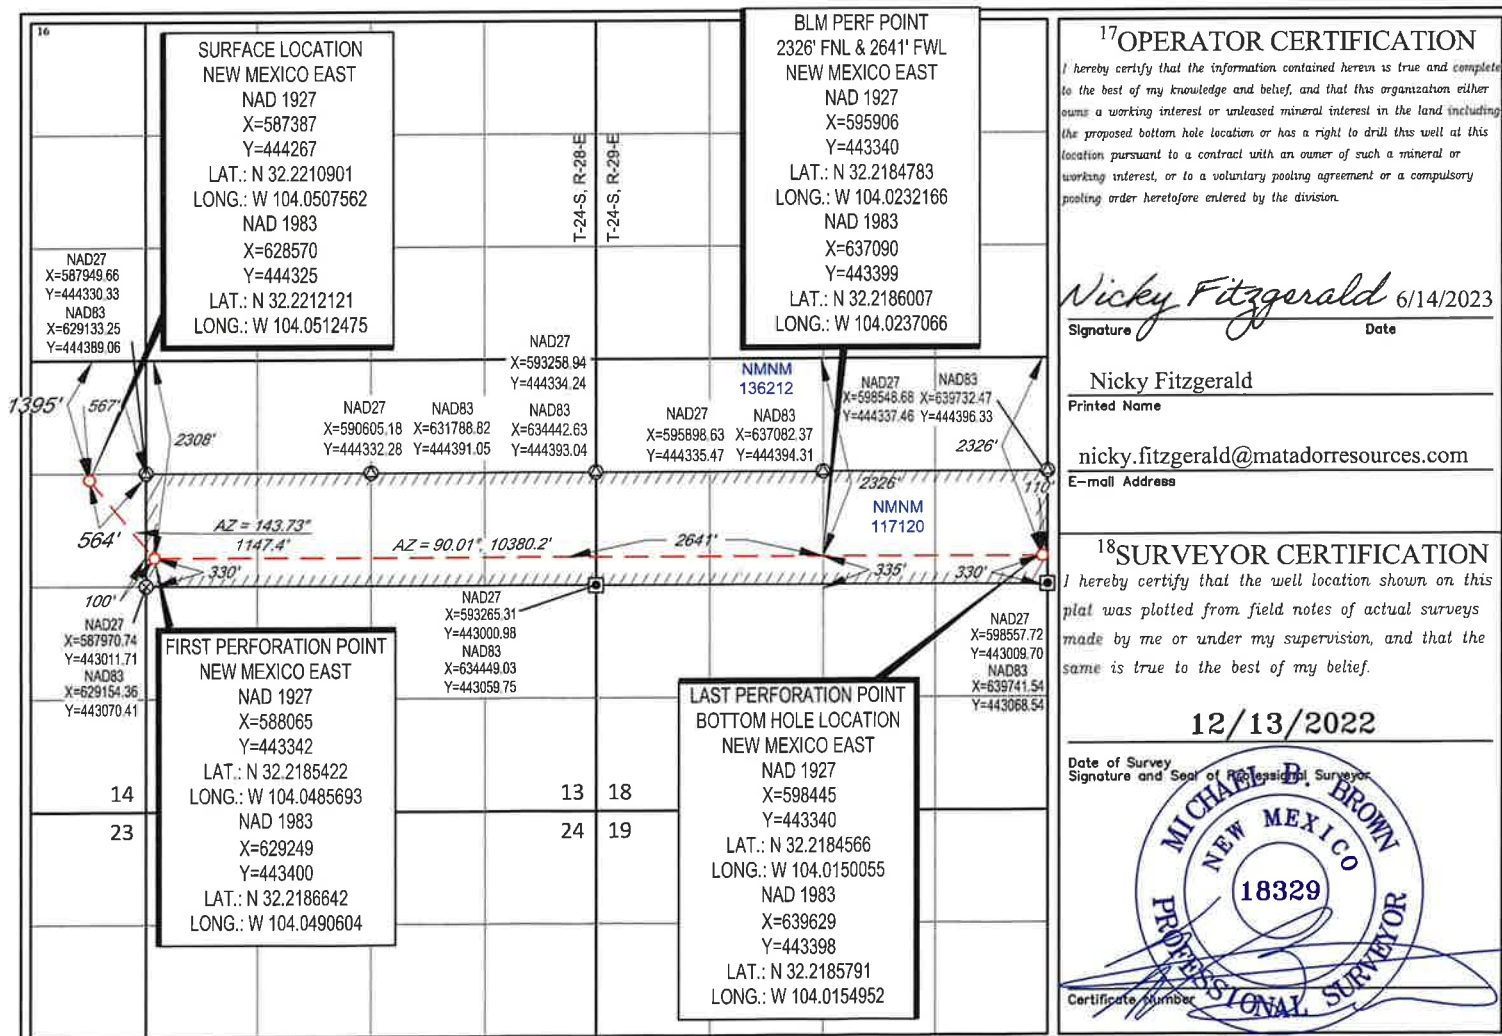 16
SURFACE LOCATION
NEW MEXICO EAST
NAD 1927
X=587387
Y=444267
LAT.: N 32.2210901
LONG.: W 104.0507562
NAD 1983
X=628570
Y=444325
LAT.: N 32.2212121
LONG.: W 104.0512475
T-24-S, R-28-E
T-24-S, R-29-E
BLM PERF POINT
2326' FNL & 2641' FWL
NEW MEXICO EAST
NAD 1927
X=595906
Y=443340
LAT.: N 32.2184783
LONG.: W 104.0232166
NAD 1983
X=637090
Y=443399
LAT.: N 32.2186007
LONG.: W 104.0237066
NAD27
X=587949.66
Y=444330.33
NAD83
X=629133.25
Y=444389.06
1395'
567'
2308'
NAD27
X=590605.18
Y=444332.28
NAD83
X=631788.82
Y=444391.05
NAD27
X=593258.94
Y=444334.24
NAD83
X=634442.63
Y=444393.04
NAD27
X=595898.63
Y=444335.47
NAD83
X=637082.37
Y=444394.31
NMNM
136212
NAD27
X=598548.68
Y=444337.46
NAD83
X=639732.47
Y=444396.33
2326'
2326'
110'
NMNM
117120
564'
AZ = 143.73°
1147.4'
AZ = 90.01°, 10380.2'
2641'
330'
335'
330'
100'
NAD27
X=587970.74
Y=443011.71
NAD83
X=629154.36
Y=443070.41
NAD27
X=593265.31
Y=443000.98
NAD83
X=634449.03
Y=443059.75
NAD27
X=598557.72
Y=443009.70
NAD83
X=639741.54
Y=443068.54
FIRST PERFORATION POINT
NEW MEXICO EAST
NAD 1927
X=588065
Y=443342
LAT.: N 32.2185422
LONG.: W 104.0485693
NAD 1983
X=629249
Y=443400
LAT.: N 32.2186642
LONG.: W 104.0490604
LAST PERFORATION POINT
BOTTOM HOLE LOCATION
NEW MEXICO EAST
NAD 1927
X=598445
Y=443340
LAT.: N 32.2184566
LONG.: W 104.0150055
NAD 1983
X=639629
Y=443398
LAT.: N 32.2185791
LONG.: W 104.0154952
14
23
13
18
24
19
17 OPERATOR CERTIFICATION
I hereby certify that the information contained herein is true and complete
to the best of my knowledge and belief, and that this organization either
owns a working interest or unleased mineral interest in the land including
the proposed bottom hole location or has a right to drill this well at this
location pursuant to a contract with an owner of such a mineral or
working interest, or to a voluntary pooling agreement or a compulsory
pooling order heretofore entered by the division.
Nicky Fitzgerald 6/14/2023
Signature Date
Nicky Fitzgerald
Printed Name
nicky.fitzgerald@matadorresources.com
E-mail Address
18 SURVEYOR CERTIFICATION
I hereby certify that the well location shown on this
plat was plotted from field notes of actual surveys
made by me or under my supervision, and that the
same is true to the best of my belief.
12/13/2022
Date of Survey
Signature and Seal of Professional Surveyor
MICHAEL B. BROWN
NEW MEXICO
18329
PROFESSIONAL SURVEYOR
Certificate Number